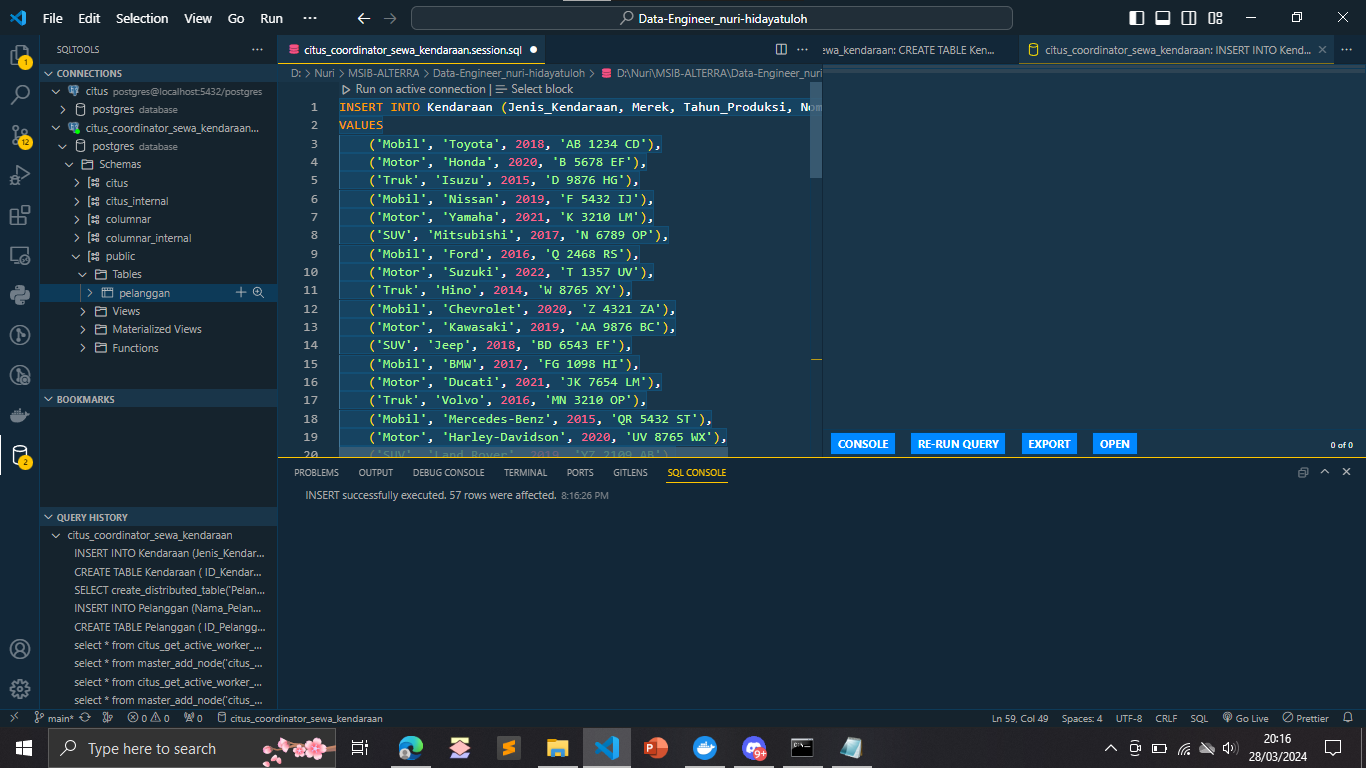 File Edit Selection View Go Run ··· Data-Engineer_nuri-hidayatuloh
SQLTOOLS ···
CONNECTIONS
citus postgres@localhost:5432/postgres
postgres database
citus_coordinator_sewa_kendaraan...
postgres database
Schemas
citus
citus_internal
columnar
columnar_internal
public
Tables
pelanggan
Views
Materialized Views
Functions
BOOKMARKS
QUERY HISTORY
citus_coordinator_sewa_kendaraan
INSERT INTO Kendaraan (Jenis_Kendar...
CREATE TABLE Kendaraan ( ID_Kendar...
SELECT create_distributed_table('Pelan...
INSERT INTO Pelanggan (Nama_Pelan...
CREATE TABLE Pelanggan ( ID_Pelangg...
select * from citus_get_active_worker_...
select * from master_add_node('citus_...
select * from citus_get_active_worker_...
select * from master_add_node('citus_...
1
12
2
citus_coordinator_sewa_kendaraan.session.sql
D: > Nuri > MSIB-ALTERRA > Data-Engineer_nuri-hidayatuloh > D:\Nuri\MSIB-ALTERRA\Data-Engineer_nuri
Run on active connection | Select block
1 INSERT INTO Kendaraan (Jenis_Kendaraan, Merek, Tahun_Produksi, Nom
2 VALUES
3 ('Mobil', 'Toyota', 2018, 'AB 1234 CD'),
4 ('Motor', 'Honda', 2020, 'B 5678 EF'),
5 ('Truk', 'Isuzu', 2015, 'D 9876 HG'),
6 ('Mobil', 'Nissan', 2019, 'F 5432 IJ'),
7 ('Motor', 'Yamaha', 2021, 'K 3210 LM'),
8 ('SUV', 'Mitsubishi', 2017, 'N 6789 OP'),
9 ('Mobil', 'Ford', 2016, 'Q 2468 RS'),
10 ('Motor', 'Suzuki', 2022, 'T 1357 UV'),
11 ('Truk', 'Hino', 2014, 'W 8765 XY'),
12 ('Mobil', 'Chevrolet', 2020, 'Z 4321 ZA'),
13 ('Motor', 'Kawasaki', 2019, 'AA 9876 BC'),
14 ('SUV', 'Jeep', 2018, 'BD 6543 EF'),
15 ('Mobil', 'BMW', 2017, 'FG 1098 HI'),
16 ('Motor', 'Ducati', 2021, 'JK 7654 LM'),
17 ('Truk', 'Volvo', 2016, 'MN 3210 OP'),
18 ('Mobil', 'Mercedes-Benz', 2015, 'QR 5432 ST'),
19 ('Motor', 'Harley-Davidson', 2020, 'UV 8765 WX'),
20 ('SUV', 'Land Rover', 2019, 'YZ 2109 AB')
ewa_kendaraan: CREATE TABLE Ken...
citus_coordinator_sewa_kendaraan: INSERT INTO Kend...
CONSOLE RE-RUN QUERY EXPORT OPEN 0 of 0
PROBLEMS OUTPUT DEBUG CONSOLE TERMINAL PORTS GITLENS SQL CONSOLE
INSERT successfully executed. 57 rows were affected. 8:16:26 PM
main* 0 0 0 citus_coordinator_sewa_kendaraan Ln 59, Col 49 Spaces: 4 UTF-8 CRLF SQL Go Live Prettier
Type here to search
9+
20:16
28/03/2024